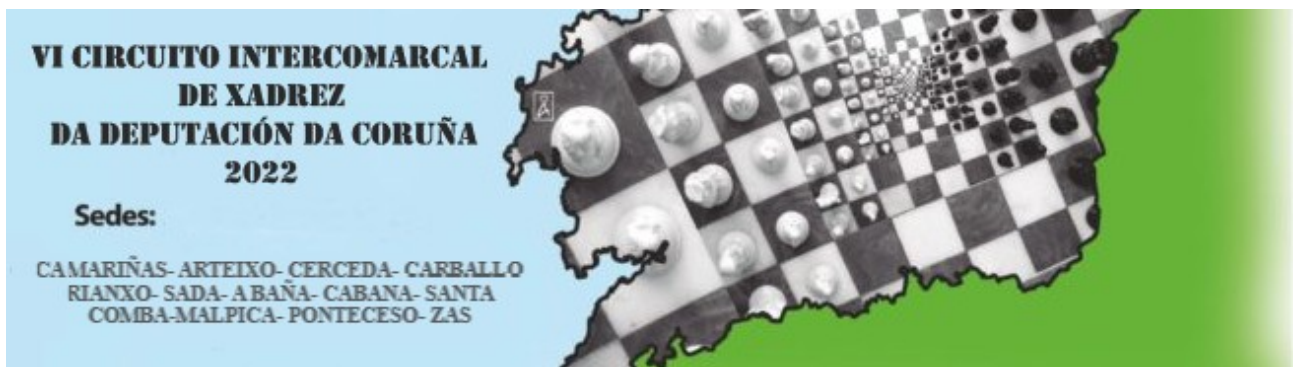 VI CIRCUITO INTERCOMARCAL
DE XADREZ
DA DEPUTACIÓN DA CORUÑA
2022
Sedes:
CAMARIÑAS- ARTEIXO- CERCEDA- CARBALLO
RIANXO- SADA- A BAÑA- CABANA- SANTA
COMBA-MALPICA- PONTECESO- ZAS